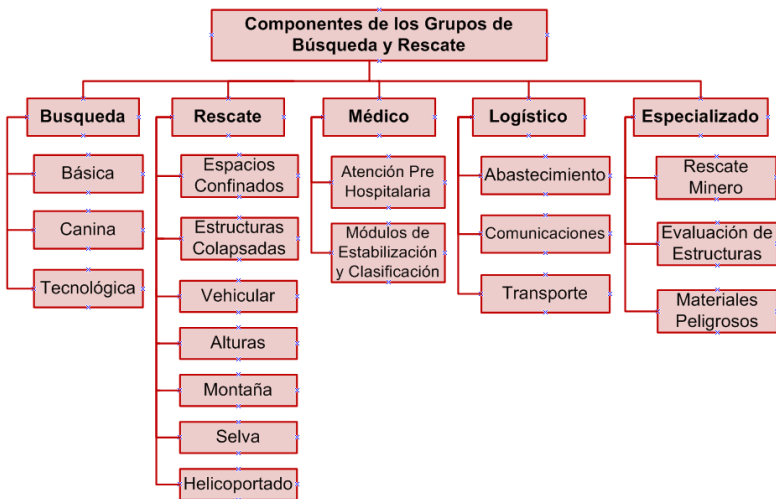 Componentes de los Grupos de
Búsqueda y Rescate
Busqueda
Básica
Canina
Tecnológica
Rescate
Espacios
Confinados
Estructuras
Colapsadas
Vehicular
Alturas
Montaña
Selva
Helicoportado
Médico
Atención Pre
Hospitalaria
Módulos de
Estabilización
y Clasificación
Logístico
Abastecimiento
Comunicaciones
Transporte
Especializado
Rescate
Minero
Evaluación de
Estructuras
Materiales
Peligrosos